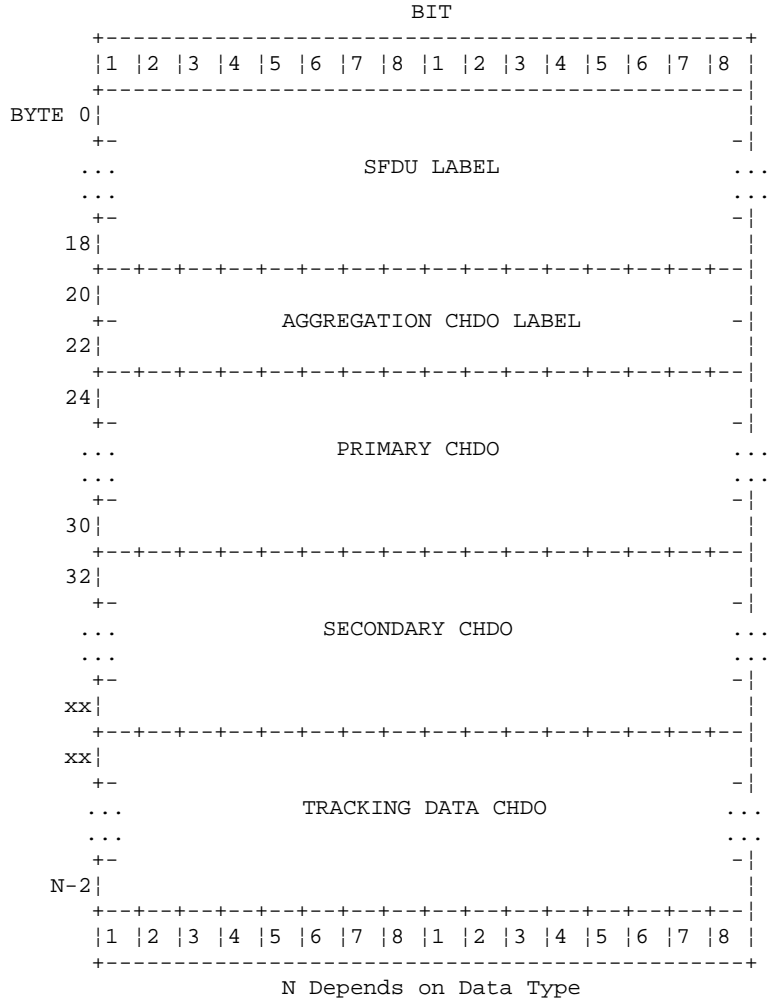 BIT
      +-----------------------------------------------+
      |1 |2 |3 |4 |5 |6 |7 |8 |1 |2 |3 |4 |5 |6 |7 |8 |
      +-----------------------------------------------|
BYTE 0|                                               |
      +-                                             -|
     ...                  SFDU LABEL                 ...
     ...                                             ...
      +-                                             -|
    18|                                               |
      +--+--+--+--+--+--+--+--+--+--+--+--+--+--+--+--|
    20|                                               |
      +-            AGGREGATION CHDO LABEL           -|
    22|                                               |
      +--+--+--+--+--+--+--+--+--+--+--+--+--+--+--+--|
    24|                                               |
      +-                                             -|
     ...                PRIMARY CHDO                 ...
     ...                                             ...
      +-                                             -|
    30|                                               |
      +--+--+--+--+--+--+--+--+--+--+--+--+--+--+--+--|
    32|                                               |
      +-                                             -|
     ...               SECONDARY CHDO                ...
     ...                                             ...
      +-                                             -|
    xx|                                               |
      +--+--+--+--+--+--+--+--+--+--+--+--+--+--+--+--|
    xx|                                               |
      +-                                             -|
     ...             TRACKING DATA CHDO              ...
     ...                                             ...
      +-                                             -|
   N-2|                                               |
      +--+--+--+--+--+--+--+--+--+--+--+--+--+--+--+--|
      |1 |2 |3 |4 |5 |6 |7 |8 |1 |2 |3 |4 |5 |6 |7 |8 |
      +-----------------------------------------------+
                    N Depends on Data Type